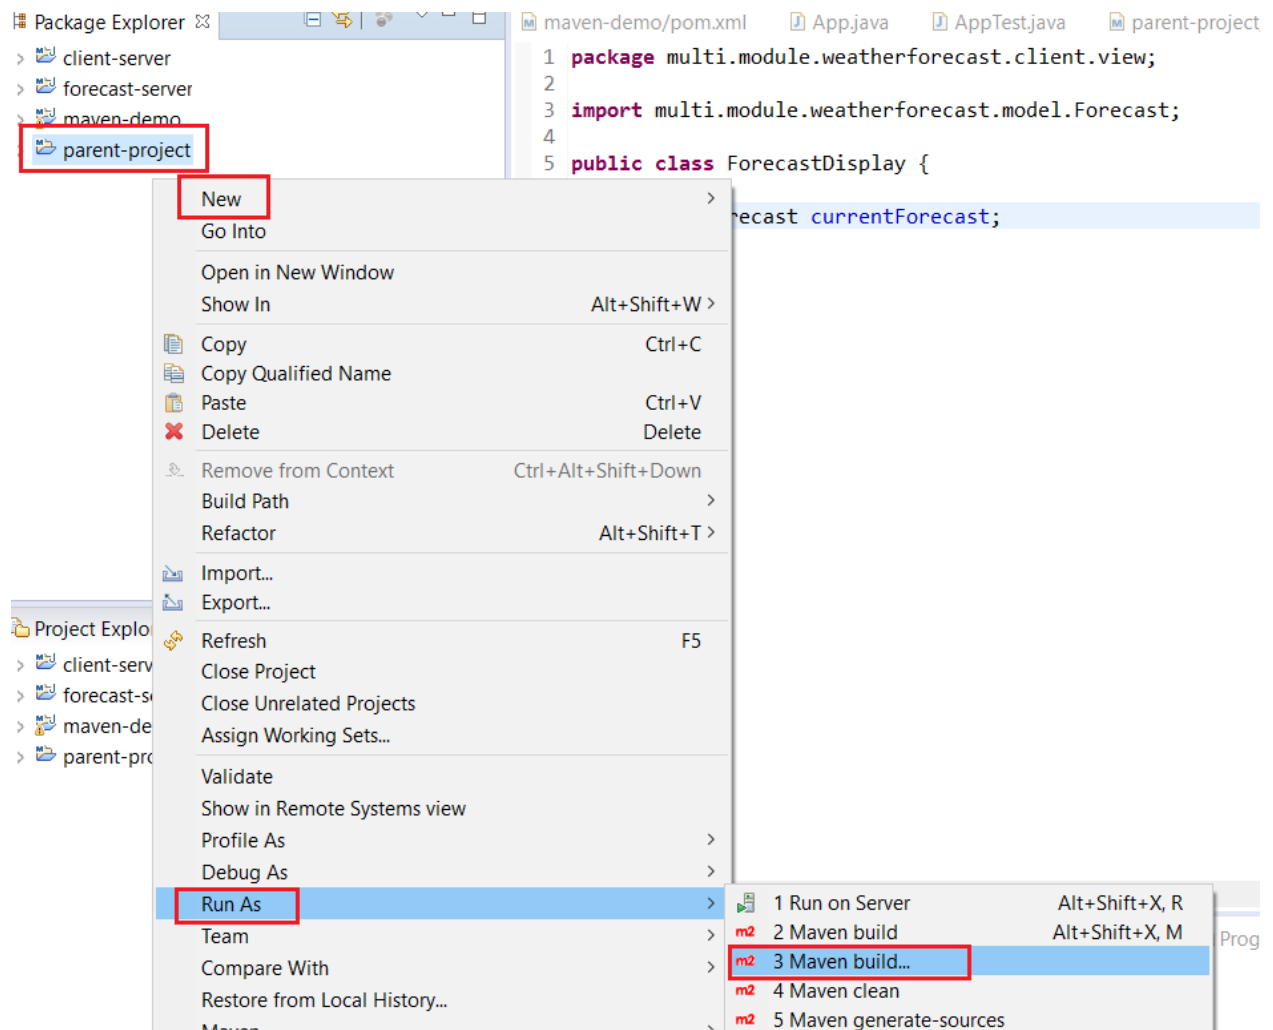 Package Explorer
client-server
forecast-server
maven-demo
parent-project
maven-demo/pom.xml App.java AppTest.java parent-project
1 package multi.module.weatherforecast.client.view;
2
3 import multi.module.weatherforecast.model.Forecast;
4
5 public class ForecastDisplay {
recast currentForecast;
New
Go Into
Open in New Window
Show In Alt+Shift+W
Copy Ctrl+C
Copy Qualified Name
Paste Ctrl+V
Delete Delete
Remove from Context Ctrl+Alt+Shift+Down
Build Path
Refactor Alt+Shift+T
Import...
Export...
Refresh F5
Close Project
Close Unrelated Projects
Assign Working Sets...
Validate
Show in Remote Systems view
Profile As
Debug As
Run As
Team
Compare With
Restore from Local History...
Maven
Project Explo
client-serv
forecast-s
maven-de
parent-pro
1 Run on Server Alt+Shift+X, R
m2 2 Maven build Alt+Shift+X, M
m2 3 Maven build...
m2 4 Maven clean
m2 5 Maven generate-sources
Prog